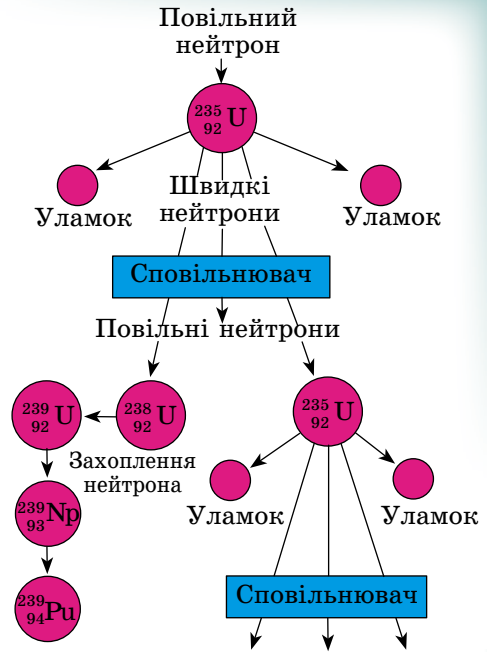 Повільний
нейтрон
235
92 U
Швидкі
нейтрони
Уламок
Уламок
Сповільнювач
Повільні нейтрони
239
92 U
238
92 U
235
92 U
Захоплення
нейтрона
239
93 Np
Уламок
Уламок
239
94 Pu
Сповільнювач